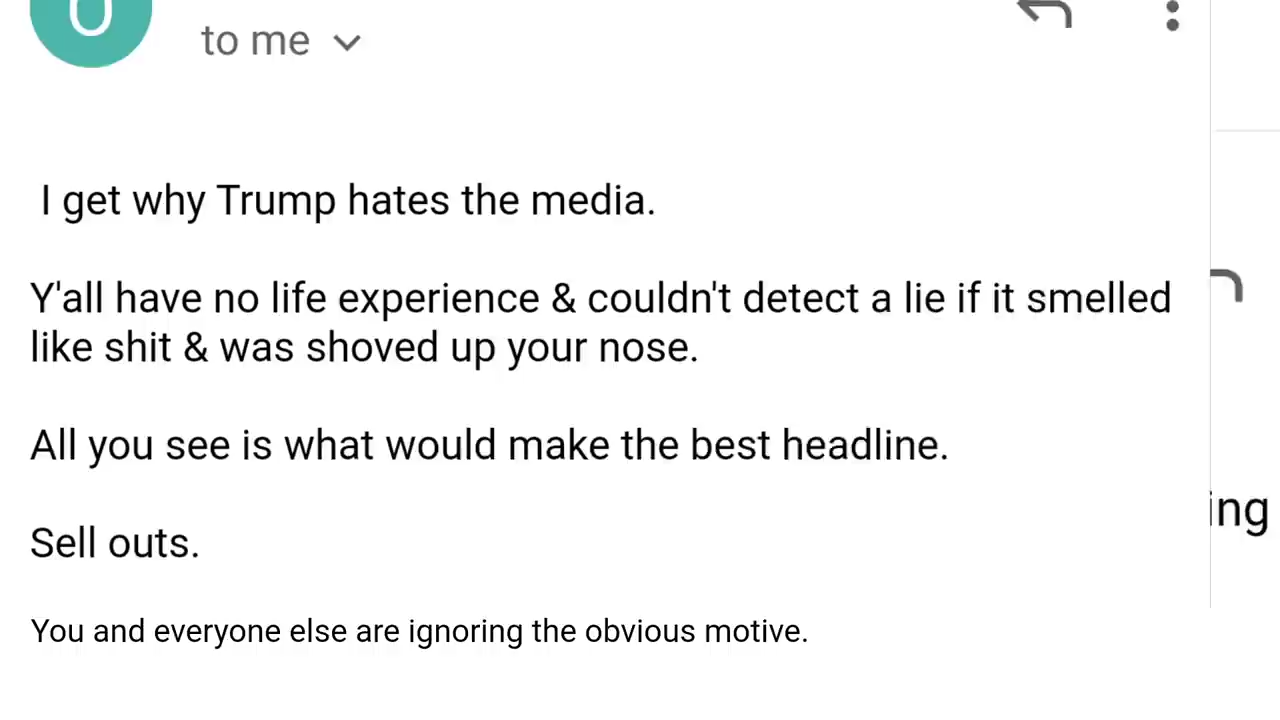 to me
I get why Trump hates the media.
Y'all have no life experience & couldn't detect a lie if it smelled
like shit & was shoved up your nose.
All you see is what would make the best headline.
ing
Sell outs.
You and everyone else are ignoring the obvious motive.